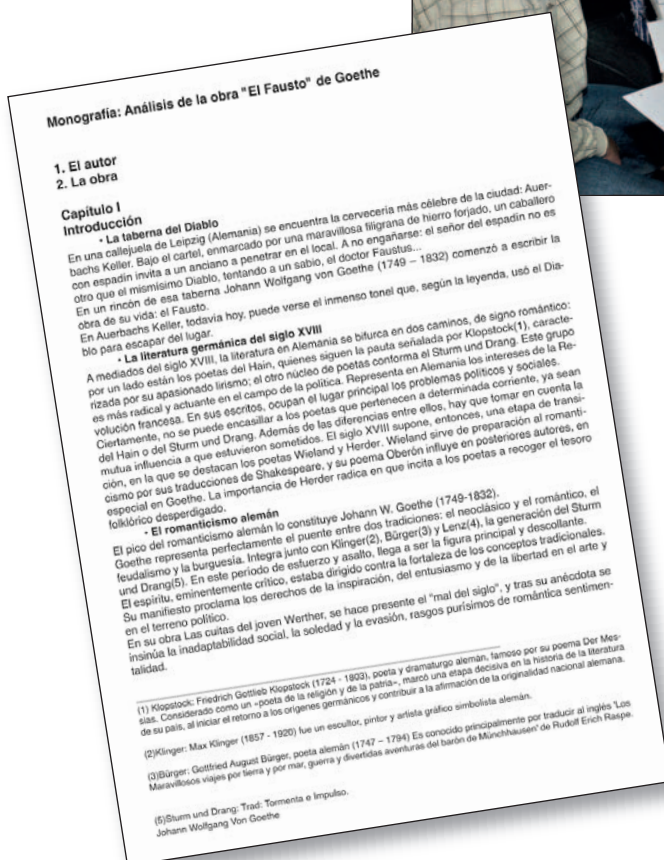 Monografía: Análisis de la obra "El Fausto" de Goethe
1. El autor
2. La obra
Capítulo I
Introducción
• La taberna del Diablo
En una callejuela de Leipzig (Alemania) se encuentra la cervecería más célebre de la ciudad: Auer-
bachs Keller. Bajo el cartel, enmarcado por una maravillosa filigrana de hierro forjado, un caballero
con espadín invita a un anciano a penetrar en el local. A no engañarse: el señor del espadín no es
otro que el mismísimo Diablo, tentando a un sabio, el doctor Faustus...
En un rincón de esa taberna Johann Wolfgang von Goethe (1749 – 1832) comenzó a escribir la
obra de su vida: el Fausto.
En Auerbachs Keller, todavía hoy, puede verse el inmenso tonel que, según la leyenda, usó el Dia-
blo para escapar del lugar.
• La literatura germánica del siglo XVIII
A mediados del siglo XVIII, la literatura en Alemania se bifurca en dos caminos, de signo romántico:
por un lado están los poetas del Hain, quienes siguen la pauta señalada por Klopstock(1), caracte-
rizada por su apasionado lirismo; el otro núcleo de poetas conforma el Sturm und Drang. Este grupo
es más radical y actuante en el campo de la política. Representa en Alemania los intereses de la Re-
volución francesa. En sus escritos, ocupan el lugar principal los problemas políticos y sociales.
Ciertamente, no se puede encasillar a los poetas que pertenecen a determinada corriente, ya sean
del Hain o del Sturm und Drang. Además de las diferencias entre ellos, hay que tomar en cuenta la
mutua influencia a que estuvieron sometidos. El siglo XVIII supone, entonces, una etapa de transi-
ción, en la que se destacan los poetas Wieland y Herder. Wieland sirve de preparación al romanti-
cismo por sus traducciones de Shakespeare, y su poema Oberón influye en posteriores autores, en
especial en Goethe. La importancia de Herder radica en que incita a los poetas a recoger el tesoro
folklórico desperdigado.
• El romanticismo alemán
El pico del romanticismo alemán lo constituye Johann W. Goethe (1749-1832).
Goethe representa perfectamente el puente entre dos tradiciones: el neoclásico y el romántico, el
feudalismo y la burguesía. Integra junto con Klinger(2), Bürger(3) y Lenz(4), la generación del Sturm
und Drang(5). En este periodo de esfuerzo y asalto, llega a ser la figura principal y descollante.
El espíritu, eminentemente crítico, estaba dirigido contra la fortaleza de los conceptos tradicionales.
Su manifiesto proclama los derechos de la inspiración, del entusiasmo y de la libertad en el arte y
en el terreno político.
En su obra Las cuitas del joven Werther, se hace presente el "mal del siglo", y tras su anécdota se
insinúa la inadaptabilidad social, la soledad y la evasión, rasgos purísimos de romántica sentimen-
talidad.
(1) Klopstock: Friedrich Gottlieb Klopstock (1724 - 1803), poeta y dramaturgo alemán, famoso por su poema Der Mes-
sias. Considerado como un «poeta de la religión y de la patria», marcó una etapa decisiva en la historia de la literatura
de su país, al iniciar el retorno a los orígenes germánicos y contribuir a la afirmación de la originalidad nacional alemana.
(2)Klinger: Max Klinger (1857 - 1920) fue un escultor, pintor y artista gráfico simbolista alemán.
(3)Bürger: Gottfried August Bürger, poeta alemán (1747 – 1794) Es conocido principalmente por traducir al inglés 'Los
Maravillosos viajes por tierra y por mar, guerra y divertidas aventuras del barón de Münchhausen' de Rudolf Erich Raspe.
(5)Sturm und Drang: Trad: Tormenta e Impulso.
Johann Wolfgang Von Goethe